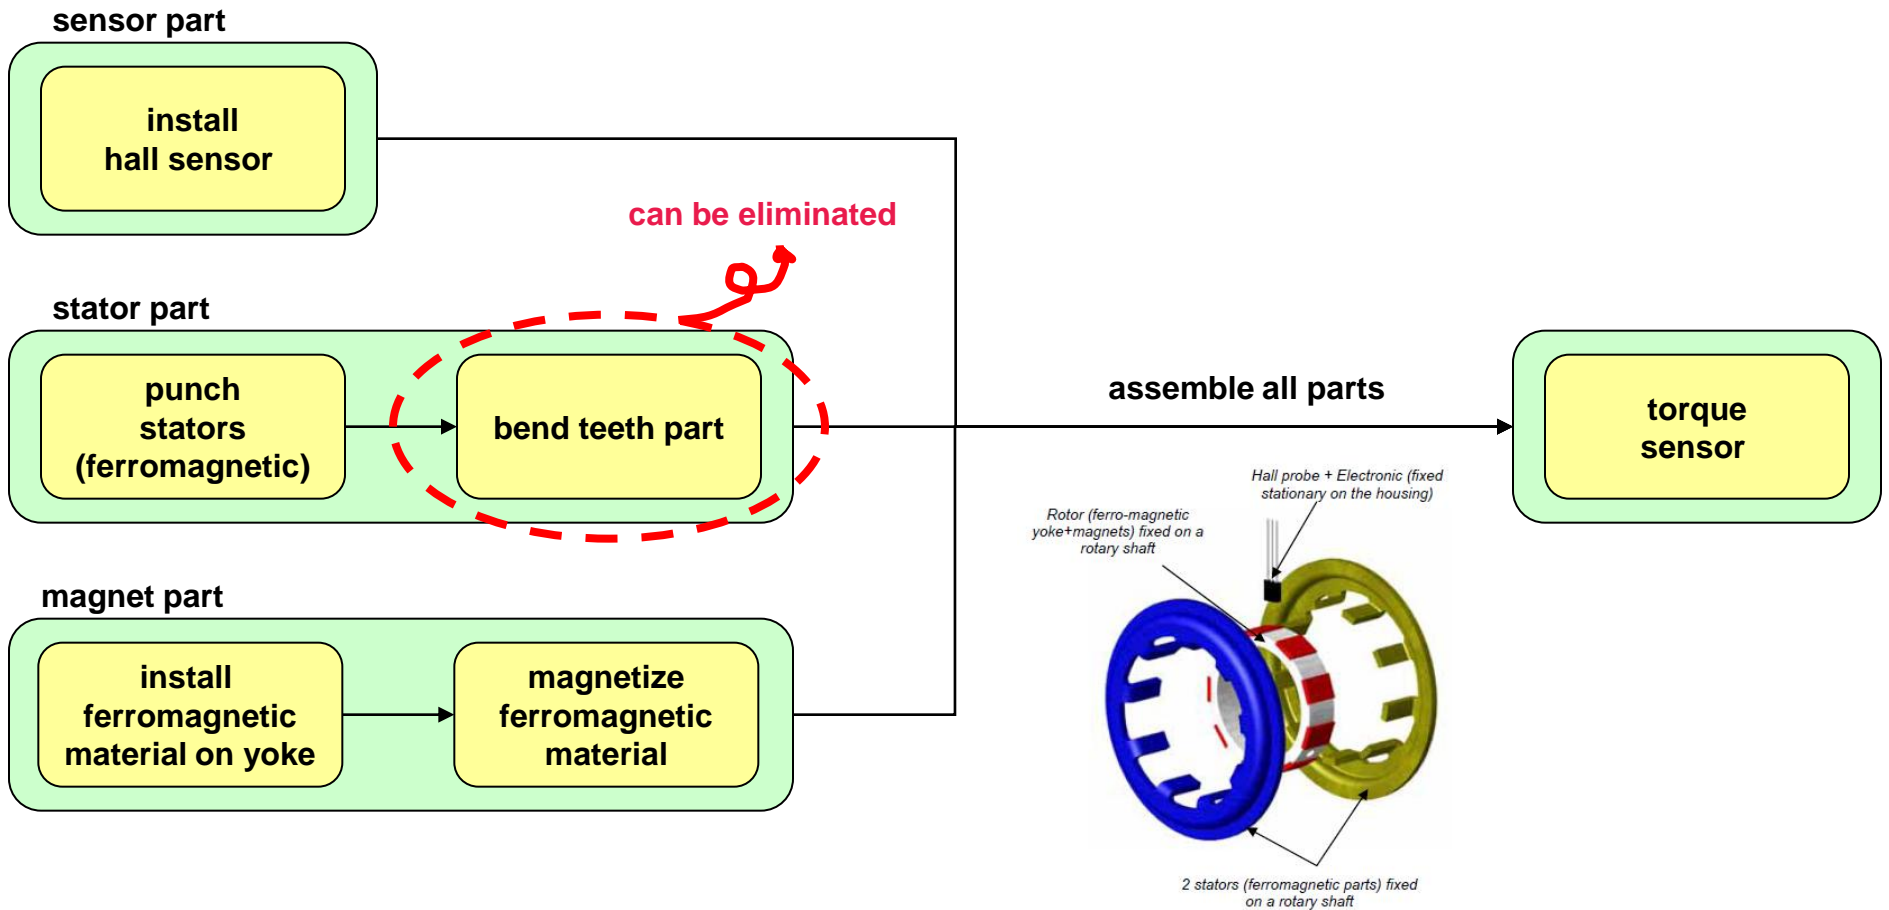 sensor part
install
hall sensor
can be eliminated
stator part
punch
stators
(ferromagnetic)
bend teeth part
assemble all parts
torque
sensor
magnet part
install
ferromagnetic
material on yoke
magnetize
ferromagnetic
material
Hall probe + Electronic (fixed
stationary on the housing)
Rotor (ferro-magnetic
yoke+magnets) fixed on a
rotary shaft
2 stators (ferromagnetic parts) fixed
on a rotary shaft